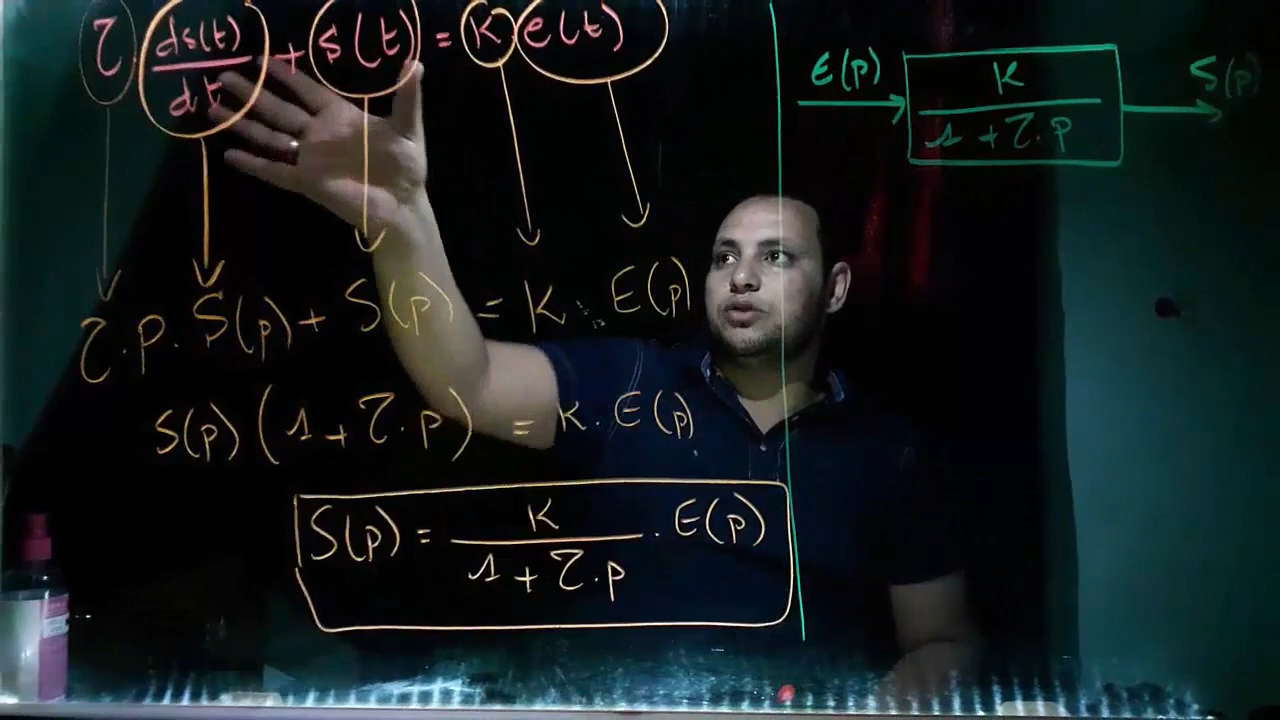 τ ds(t)/dt + s(t) = K e(t)
τ.p. S(p) + S(p) = K . E(p)
S(p) (1 + τ.p) = K . E(p)
S(p) = K/(1 + τ.p) . E(p)
E(p) K/(1 + τ.p) S(p)